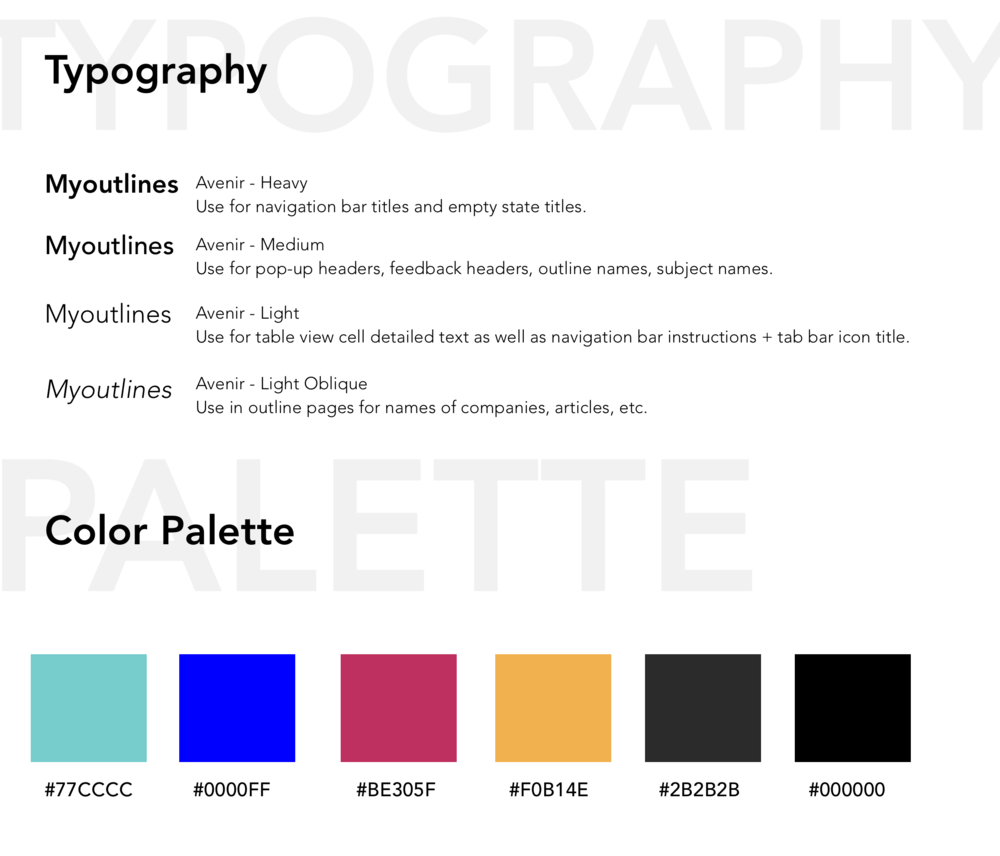 TYPOGRAPHY
Typography
Myoutlines
Avenir - Heavy
Use for navigation bar titles and empty state titles.
Myoutlines
Avenir - Medium
Use for pop-up headers, feedback headers, outline names, subject names.
Myoutlines
Avenir - Light
Use for table view cell detailed text as well as navigation bar instructions + tab bar icon title.
Myoutlines
Avenir - Light Oblique
Use in outline pages for names of companies, articles, etc.
PALETTE
Color Palette
#77CCCC #0000FF #BE305F #F0B14E #2B2B2B #000000